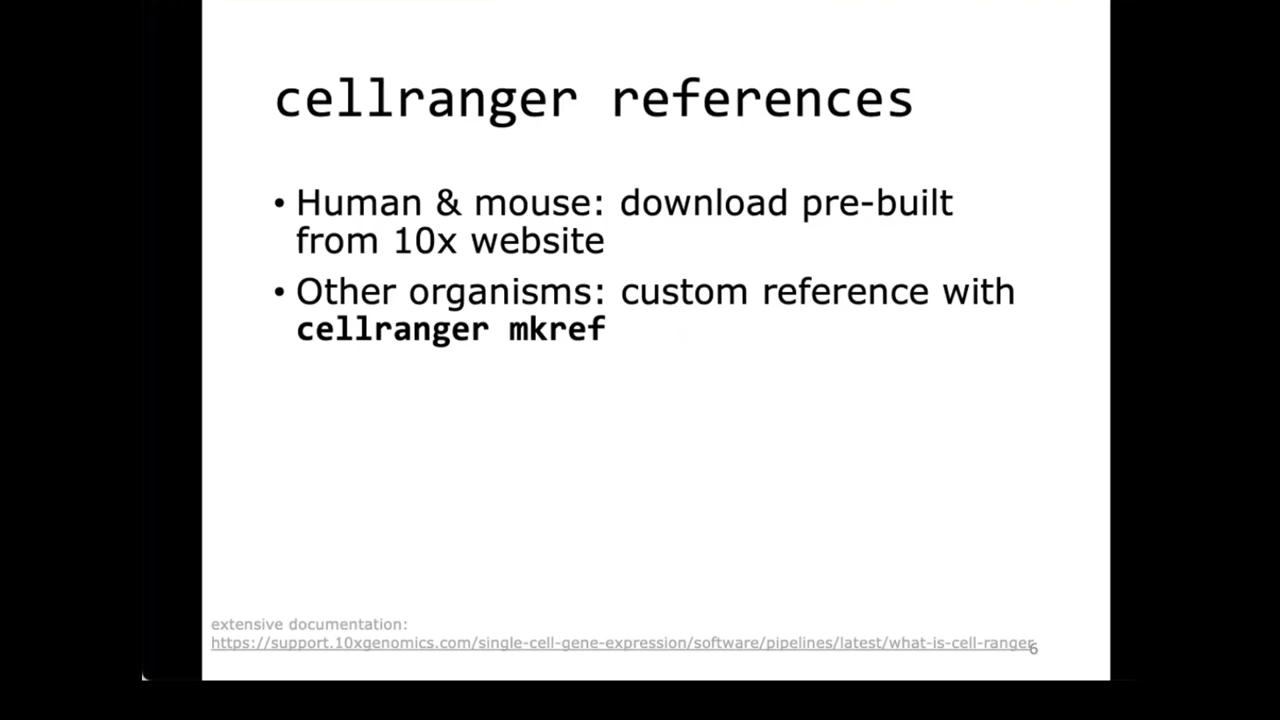 cellranger references
• Human & mouse: download pre-built
from 10x website
• Other organisms: custom reference with
cellranger mkref
extensive documentation:
https://support.10xgenomics.com/single-cell-gene-expression/software/pipelines/latest/what-is-cell-ranger
6